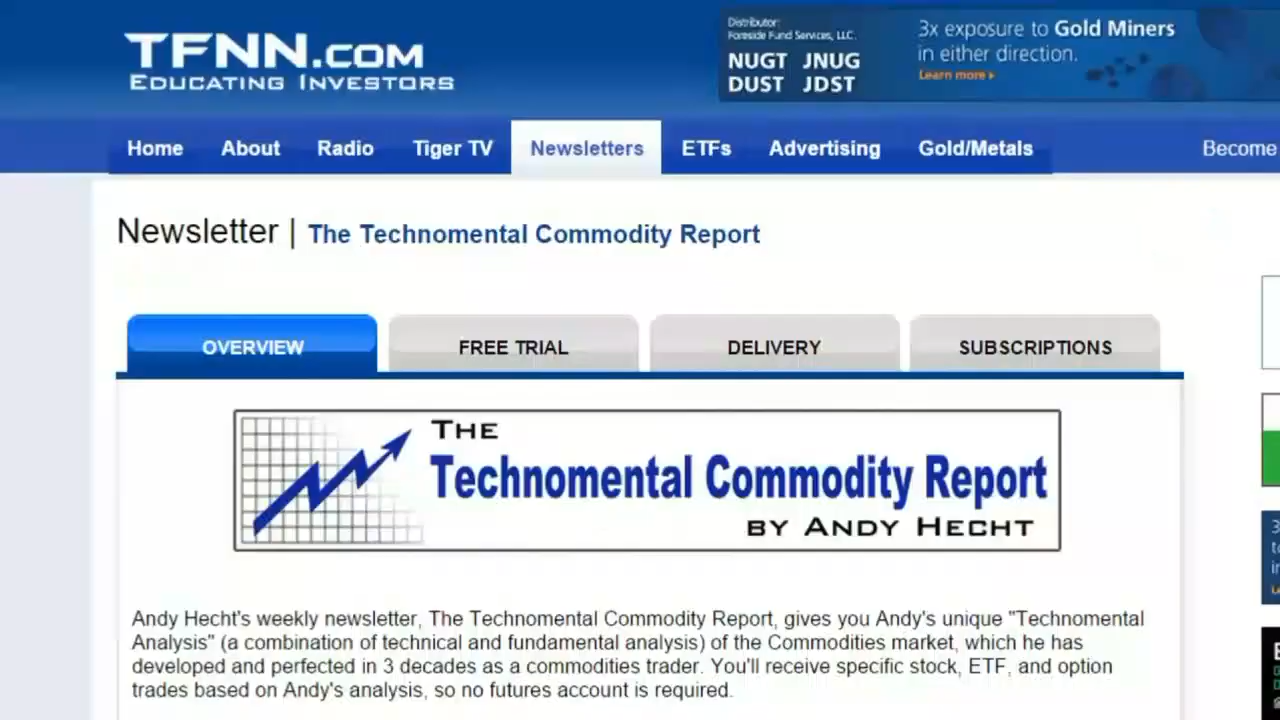 TFNN.COM
EDUCATING INVESTORS
Distributor:
Foreside Fund Services, LLC.
NUGT JNUG
DUST JDST
3x exposure to Gold Miners
in either direction.
Learn more
Home About Radio Tiger TV Newsletters ETFs Advertising Gold/Metals Become
Newsletter | The Technomental Commodity Report
OVERVIEW FREE TRIAL DELIVERY SUBSCRIPTIONS
THE
Technomental Commodity Report
BY ANDY HECHT
Andy Hecht's weekly newsletter, The Technomental Commodity Report, gives you Andy's unique "Technomental
Analysis" (a combination of technical and fundamental analysis) of the Commodities market, which he has
developed and perfected in 3 decades as a commodities trader. You'll receive specific stock, ETF, and option
trades based on Andy's analysis, so no futures account is required.